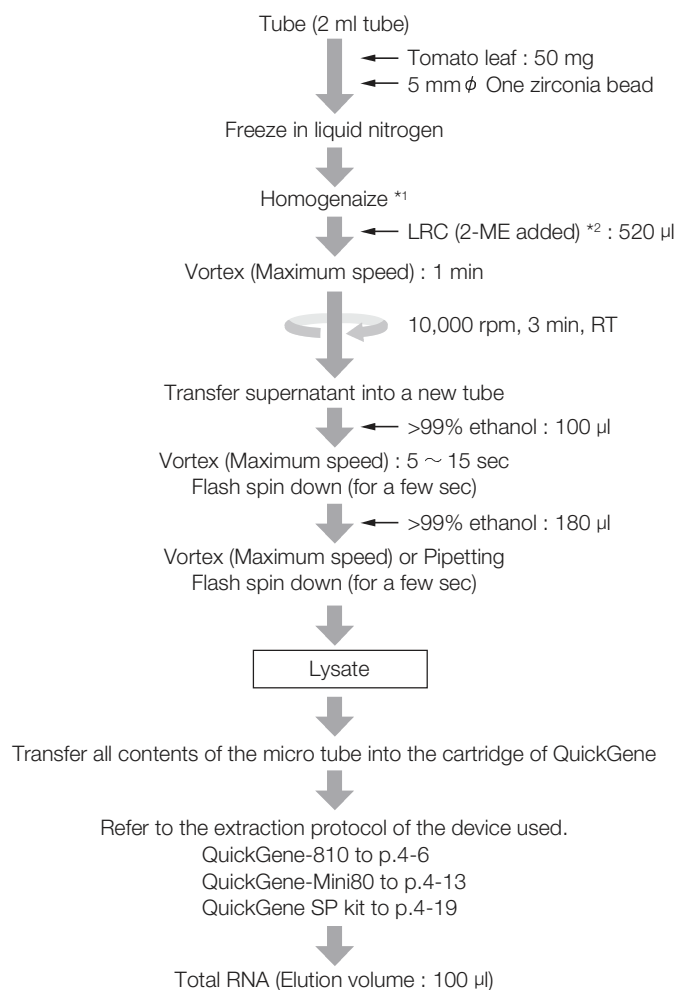 Tube (2 ml tube)
Tomato leaf : 50 mg
5 mmϕ One zirconia bead
Freeze in liquid nitrogen
Homogenaize *1
LRC (2-ME added) *2 : 520 µl
Vortex (Maximum speed) : 1 min
10,000 rpm, 3 min, RT
Transfer supernatant into a new tube
>99% ethanol : 100 µl
Vortex (Maximum speed) : 5 ～ 15 sec
Flash spin down (for a few sec)
>99% ethanol : 180 µl
Vortex (Maximum speed) or Pipetting
Flash spin down (for a few sec)
Lysate
Transfer all contents of the micro tube into the cartridge of QuickGene
Refer to the extraction protocol of the device used.
QuickGene-810 to p.4-6
QuickGene-Mini80 to p.4-13
QuickGene SP kit to p.4-19
Total RNA (Elution volume : 100 µl)